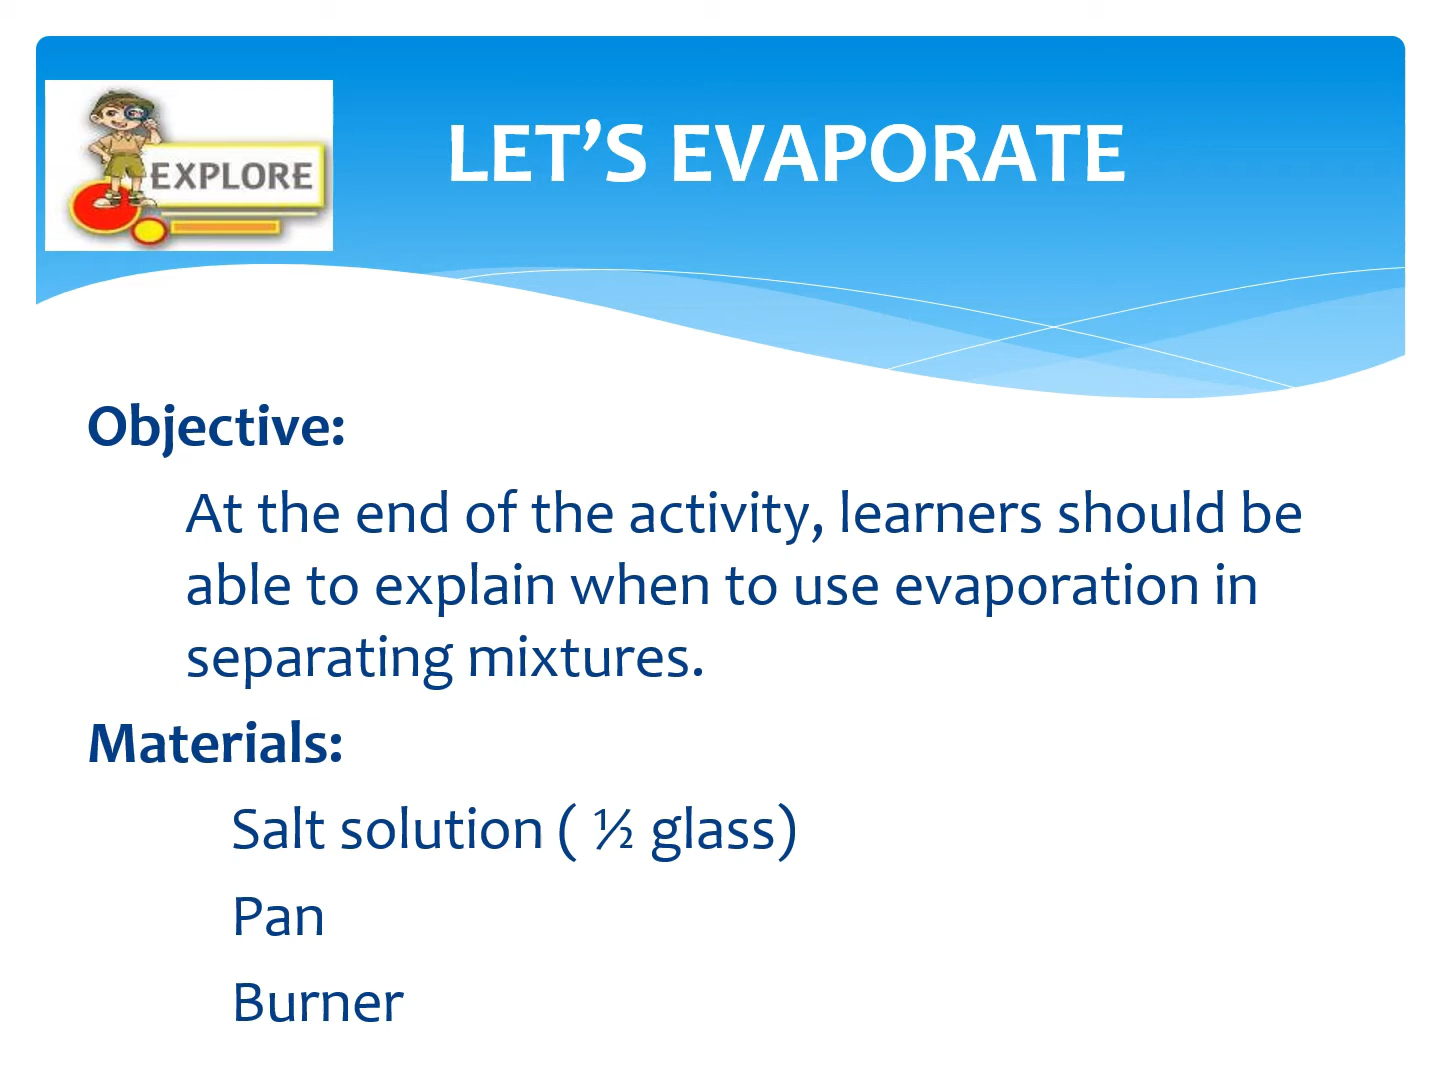 EXPLORE
LET’S EVAPORATE
Objective:
At the end of the activity, learners should be
able to explain when to use evaporation in
separating mixtures.
Materials:
Salt solution ( ½ glass)
Pan
Burner